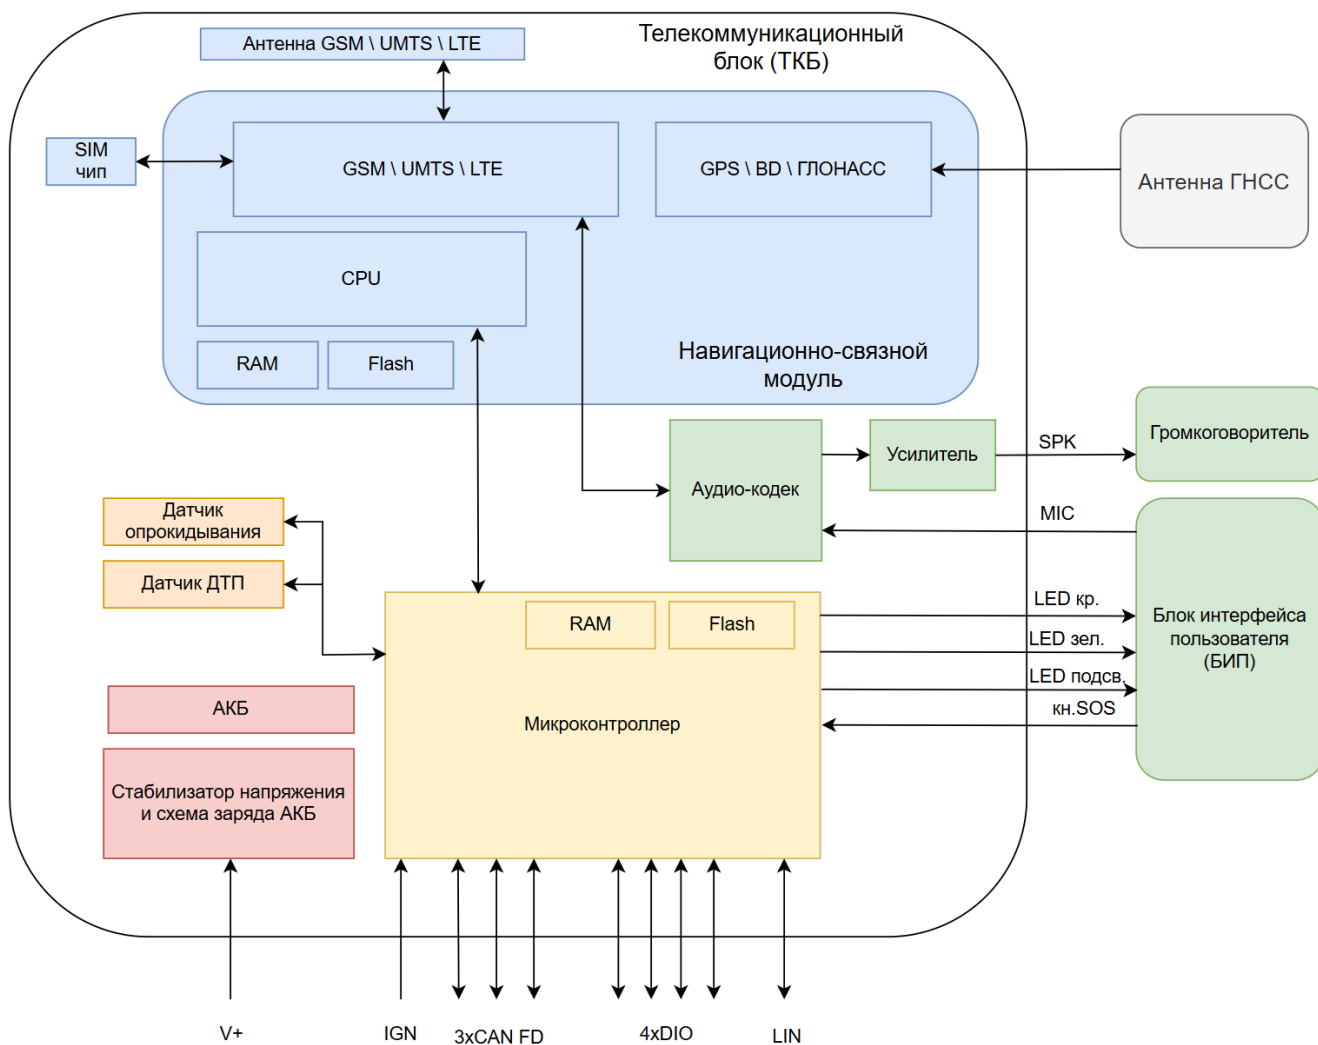 Телекоммуникационный
блок (ТКБ)
Антенна GSM \ UMTS \ LTE
SIM
чип
GSM \ UMTS \ LTE
GPS \ BD \ ГЛОНАСС
Антенна ГНСС
CPU
RAM
Flash
Навигационно-связной
модуль
Аудио-кодек
Усилитель
SPK
Громкоговоритель
MIC
Датчик
опрокидывания
Датчик ДТП
RAM
Flash
Микроконтроллер
LED кр.
LED зел.
LED подсв.
кн.SOS
Блок интерфейса
пользователя
(БИП)
АКБ
Стабилизатор напряжения
и схема заряда АКБ
V+
IGN
3xCAN FD
4xDIO
LIN